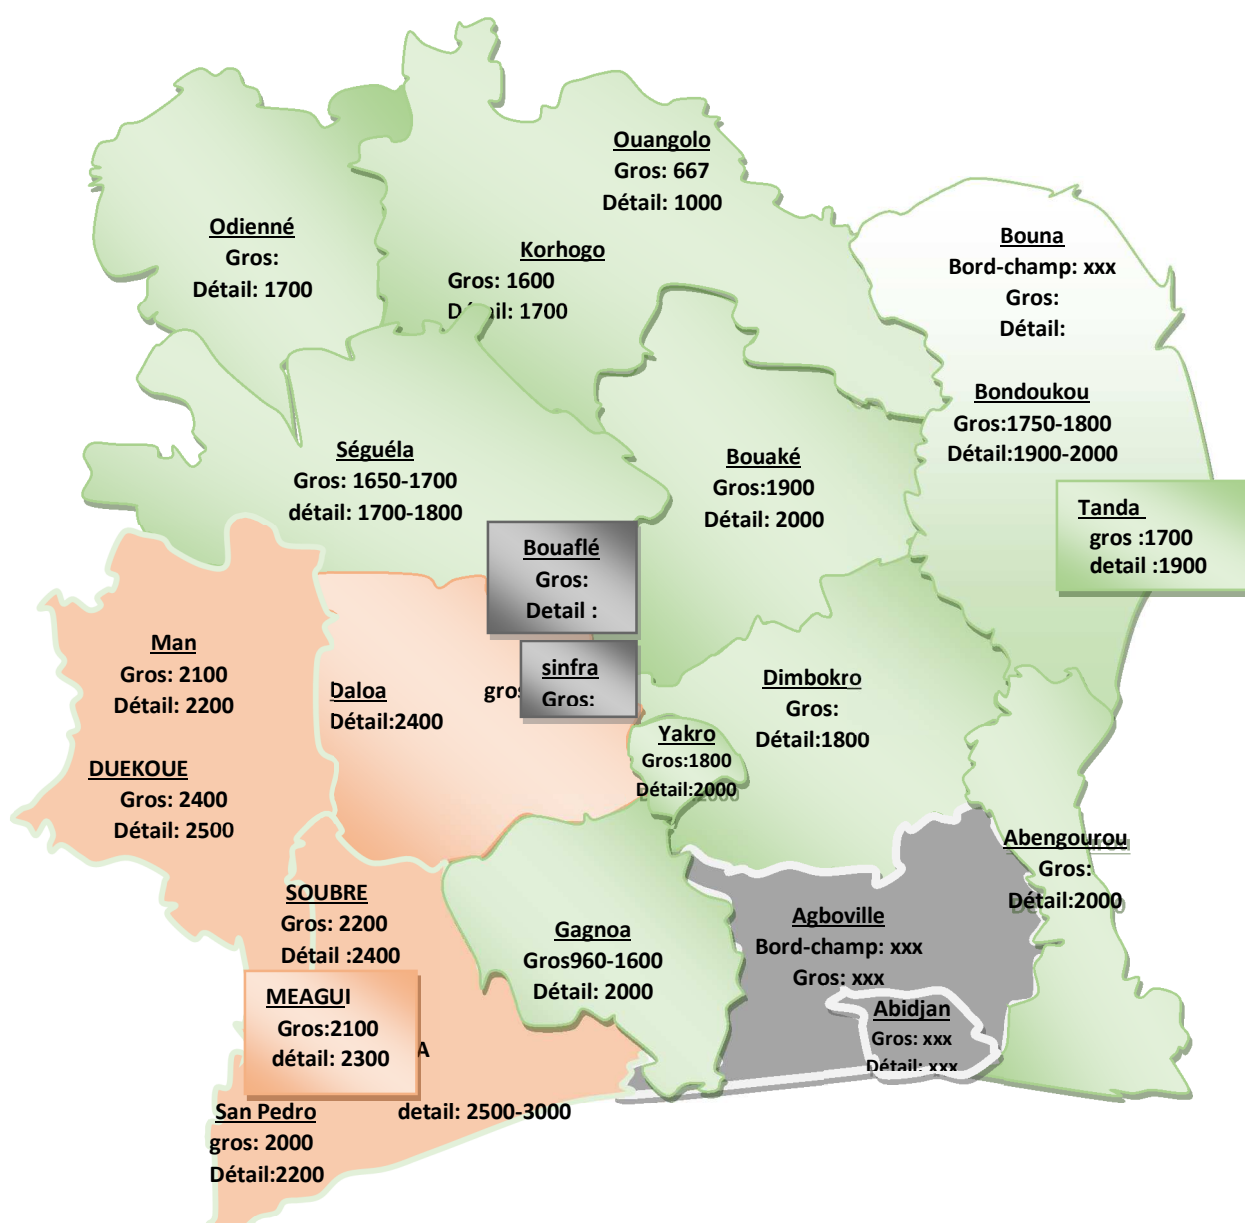 Ouangolo
Gros: 667
Détail: 1000
Odienné
Gros:
Détail: 1700
Korhogo
Gros: 1600
Détail: 1700
Bouna
Bord-champ: xxx
Gros:
Détail:
Bondoukou
Gros:1750-1800
Détail:1900-2000
Séguéla
Gros: 1650-1700
détail: 1700-1800
Bouaké
Gros:1900
Détail: 2000
Tanda
gros :1700
detail :1900
Bouaflé
Gros:
Detail :
sinfra
Gros:
Man
Gros: 2100
Détail: 2200
Daloa
Détail:2400
Dimbokro
Gros:
Détail:1800
Yakro
Gros:1800
Détail:2000
DUEKOUE
Gros: 2400
Détail: 2500
Abengourou
Gros:
Détail:2000
SOUBRE
Gros: 2200
Détail :2400
Gagnoa
Gros960-1600
Détail: 2000
Agboville
Bord-champ: xxx
Gros: xxx
MEAGUI
Gros:2100
détail: 2300
A
Abidjan
Gros: xxx
Détail: xxx
San Pedro
gros: 2000
Détail:2200
detail: 2500-3000